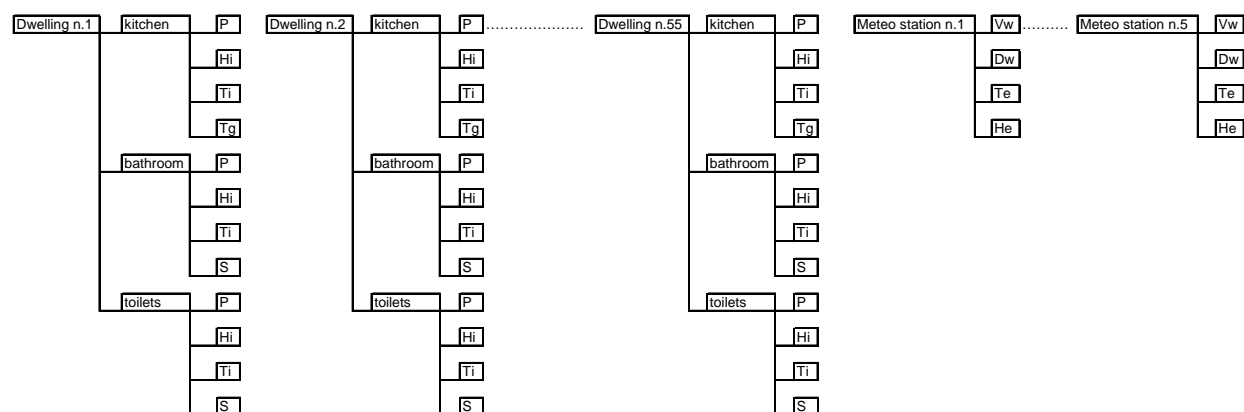 Dwelling n.1 kitchen P Dwelling n.2 kitchen P ..................... Dwelling n.55 kitchen P Meteo station n.1 Vw .......... Meteo station n.5 Vw
Hi Hi Hi Dw Dw
Ti Ti Ti Te Te
Tg Tg Tg He He
bathroom P bathroom P bathroom P
Hi Hi Hi
Ti Ti Ti
S S S
toilets P toilets P toilets P
Hi Hi Hi
Ti Ti Ti
S S S